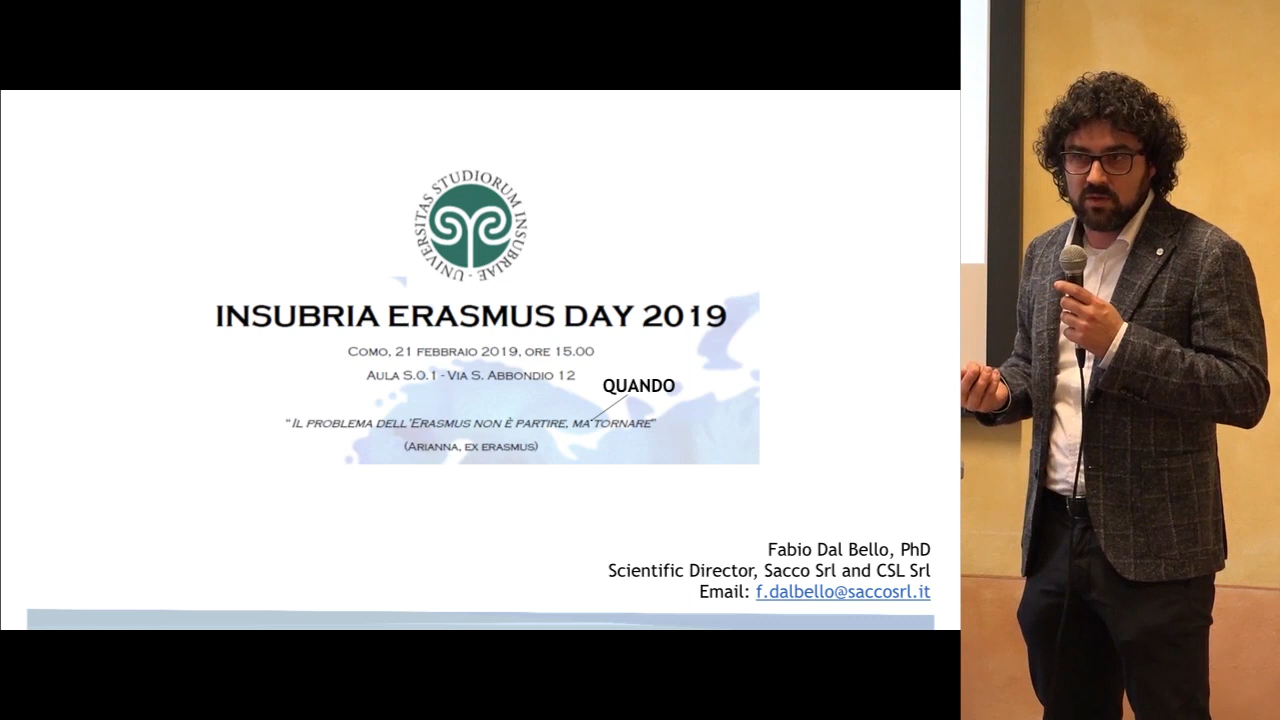 UNIVERSITAS STUDIORUM INSUBRIAE
INSUBRIA ERASMUS DAY 2019
COMO, 21 FEBBRAIO 2019, ORE 15.00
AULA S.0.1 - VIA S. ABBONDIO 12
QUANDO
"IL PROBLEMA DELL'ERASMUS NON È PARTIRE, MA TORNARE"
(ARIANNA, EX ERASMUS)
Fabio Dal Bello, PhD
Scientific Director, Sacco Srl and CSL Srl
Email: f.dalbello@saccosrl.it